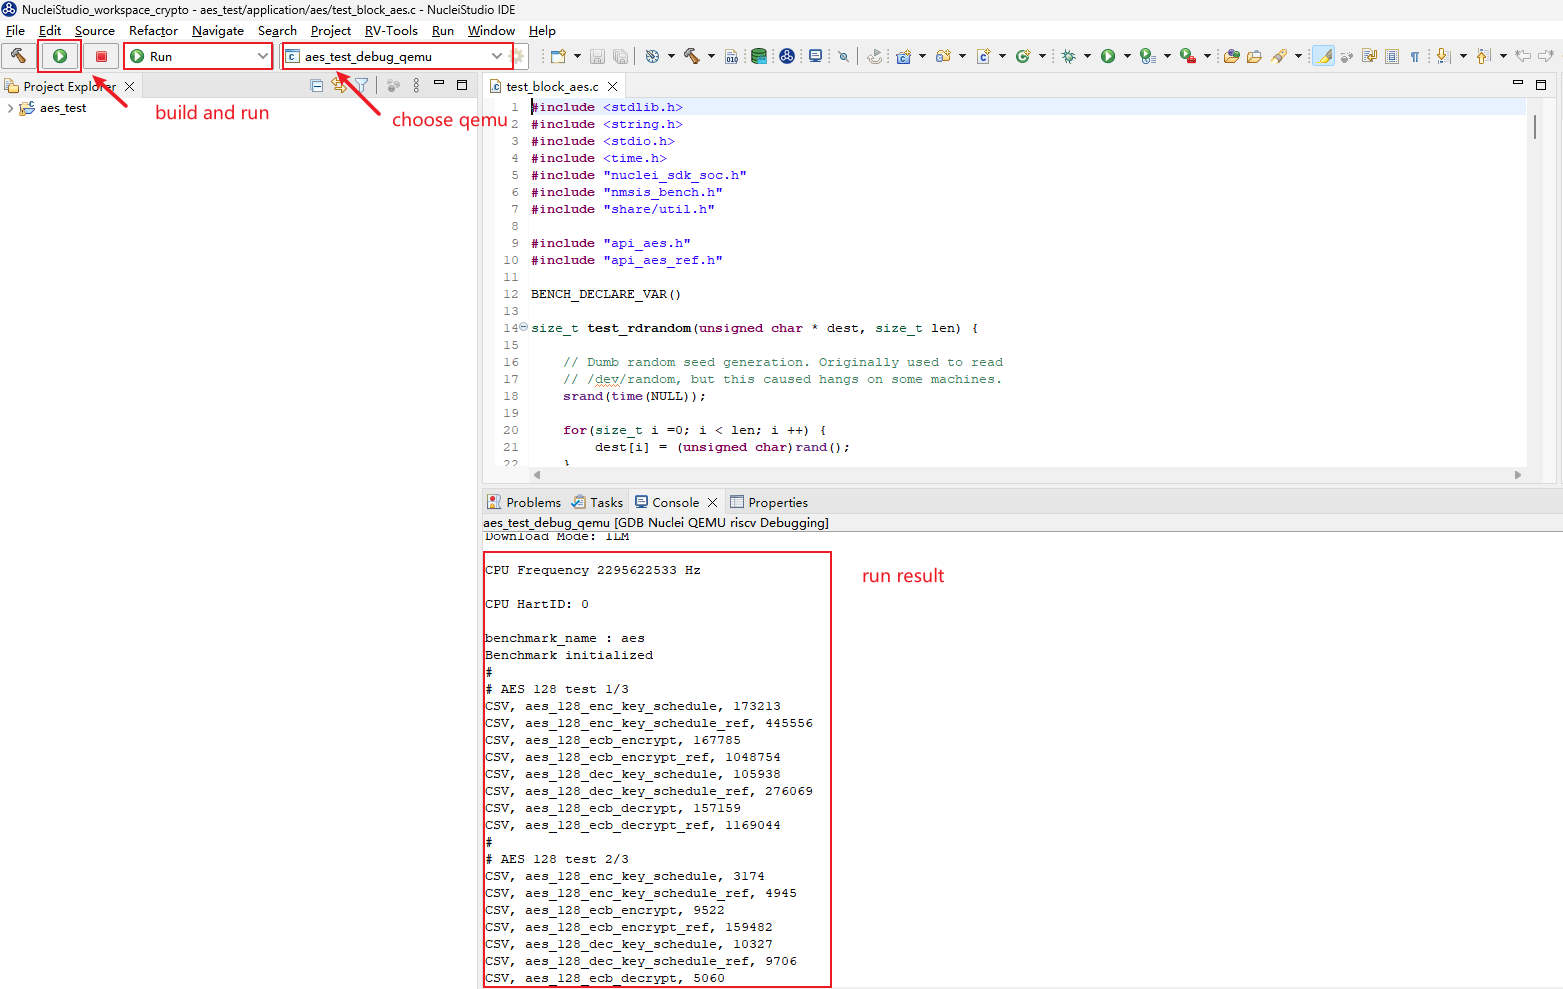 NucleiStudio_workspace_crypto - aes_test/application/aes/test_block_aes.c - NucleiStudio IDE
File Edit Source Refactor Navigate Search Project RV-Tools Run Window Help
Run
aes_test_debug_qemu
Project Explorer
aes_test
build and run
choose qemu
test_block_aes.c
1 #include <stdlib.h>
2 #include <string.h>
3 #include <stdio.h>
4 #include <time.h>
5 #include "nuclei_sdk_soc.h"
6 #include "nmsis_bench.h"
7 #include "share/util.h"
8
9 #include "api_aes.h"
10 #include "api_aes_ref.h"
11
12 BENCH_DECLARE_VAR()
13
14 size_t test_rdrandom(unsigned char * dest, size_t len) {
15
16 // Dumb random seed generation. Originally used to read
17 // /dev/random, but this caused hangs on some machines.
18 srand(time(NULL));
19
20 for(size_t i =0; i < len; i ++) {
21 dest[i] = (unsigned char)rand();
22 }
Problems Tasks Console Properties
aes_test_debug_qemu [GDB Nuclei QEMU riscv Debugging]
Download Mode: ILM
CPU Frequency 2295622533 Hz
CPU HartID: 0
benchmark_name : aes
Benchmark initialized
#
# AES 128 test 1/3
CSV, aes_128_enc_key_schedule, 173213
CSV, aes_128_enc_key_schedule_ref, 445556
CSV, aes_128_ecb_encrypt, 167785
CSV, aes_128_ecb_encrypt_ref, 1048754
CSV, aes_128_dec_key_schedule, 105938
CSV, aes_128_dec_key_schedule_ref, 276069
CSV, aes_128_ecb_decrypt, 157159
CSV, aes_128_ecb_decrypt_ref, 1169044
#
# AES 128 test 2/3
CSV, aes_128_enc_key_schedule, 3174
CSV, aes_128_enc_key_schedule_ref, 4945
CSV, aes_128_ecb_encrypt, 9522
CSV, aes_128_ecb_encrypt_ref, 159482
CSV, aes_128_dec_key_schedule, 10327
CSV, aes_128_dec_key_schedule_ref, 9706
CSV, aes_128_ecb_decrypt, 5060
run result